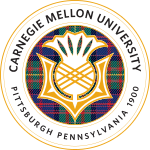 CARNEGIE MELLON UNIVERSITY
PITTSBURGH PENNSYLVANIA 1900